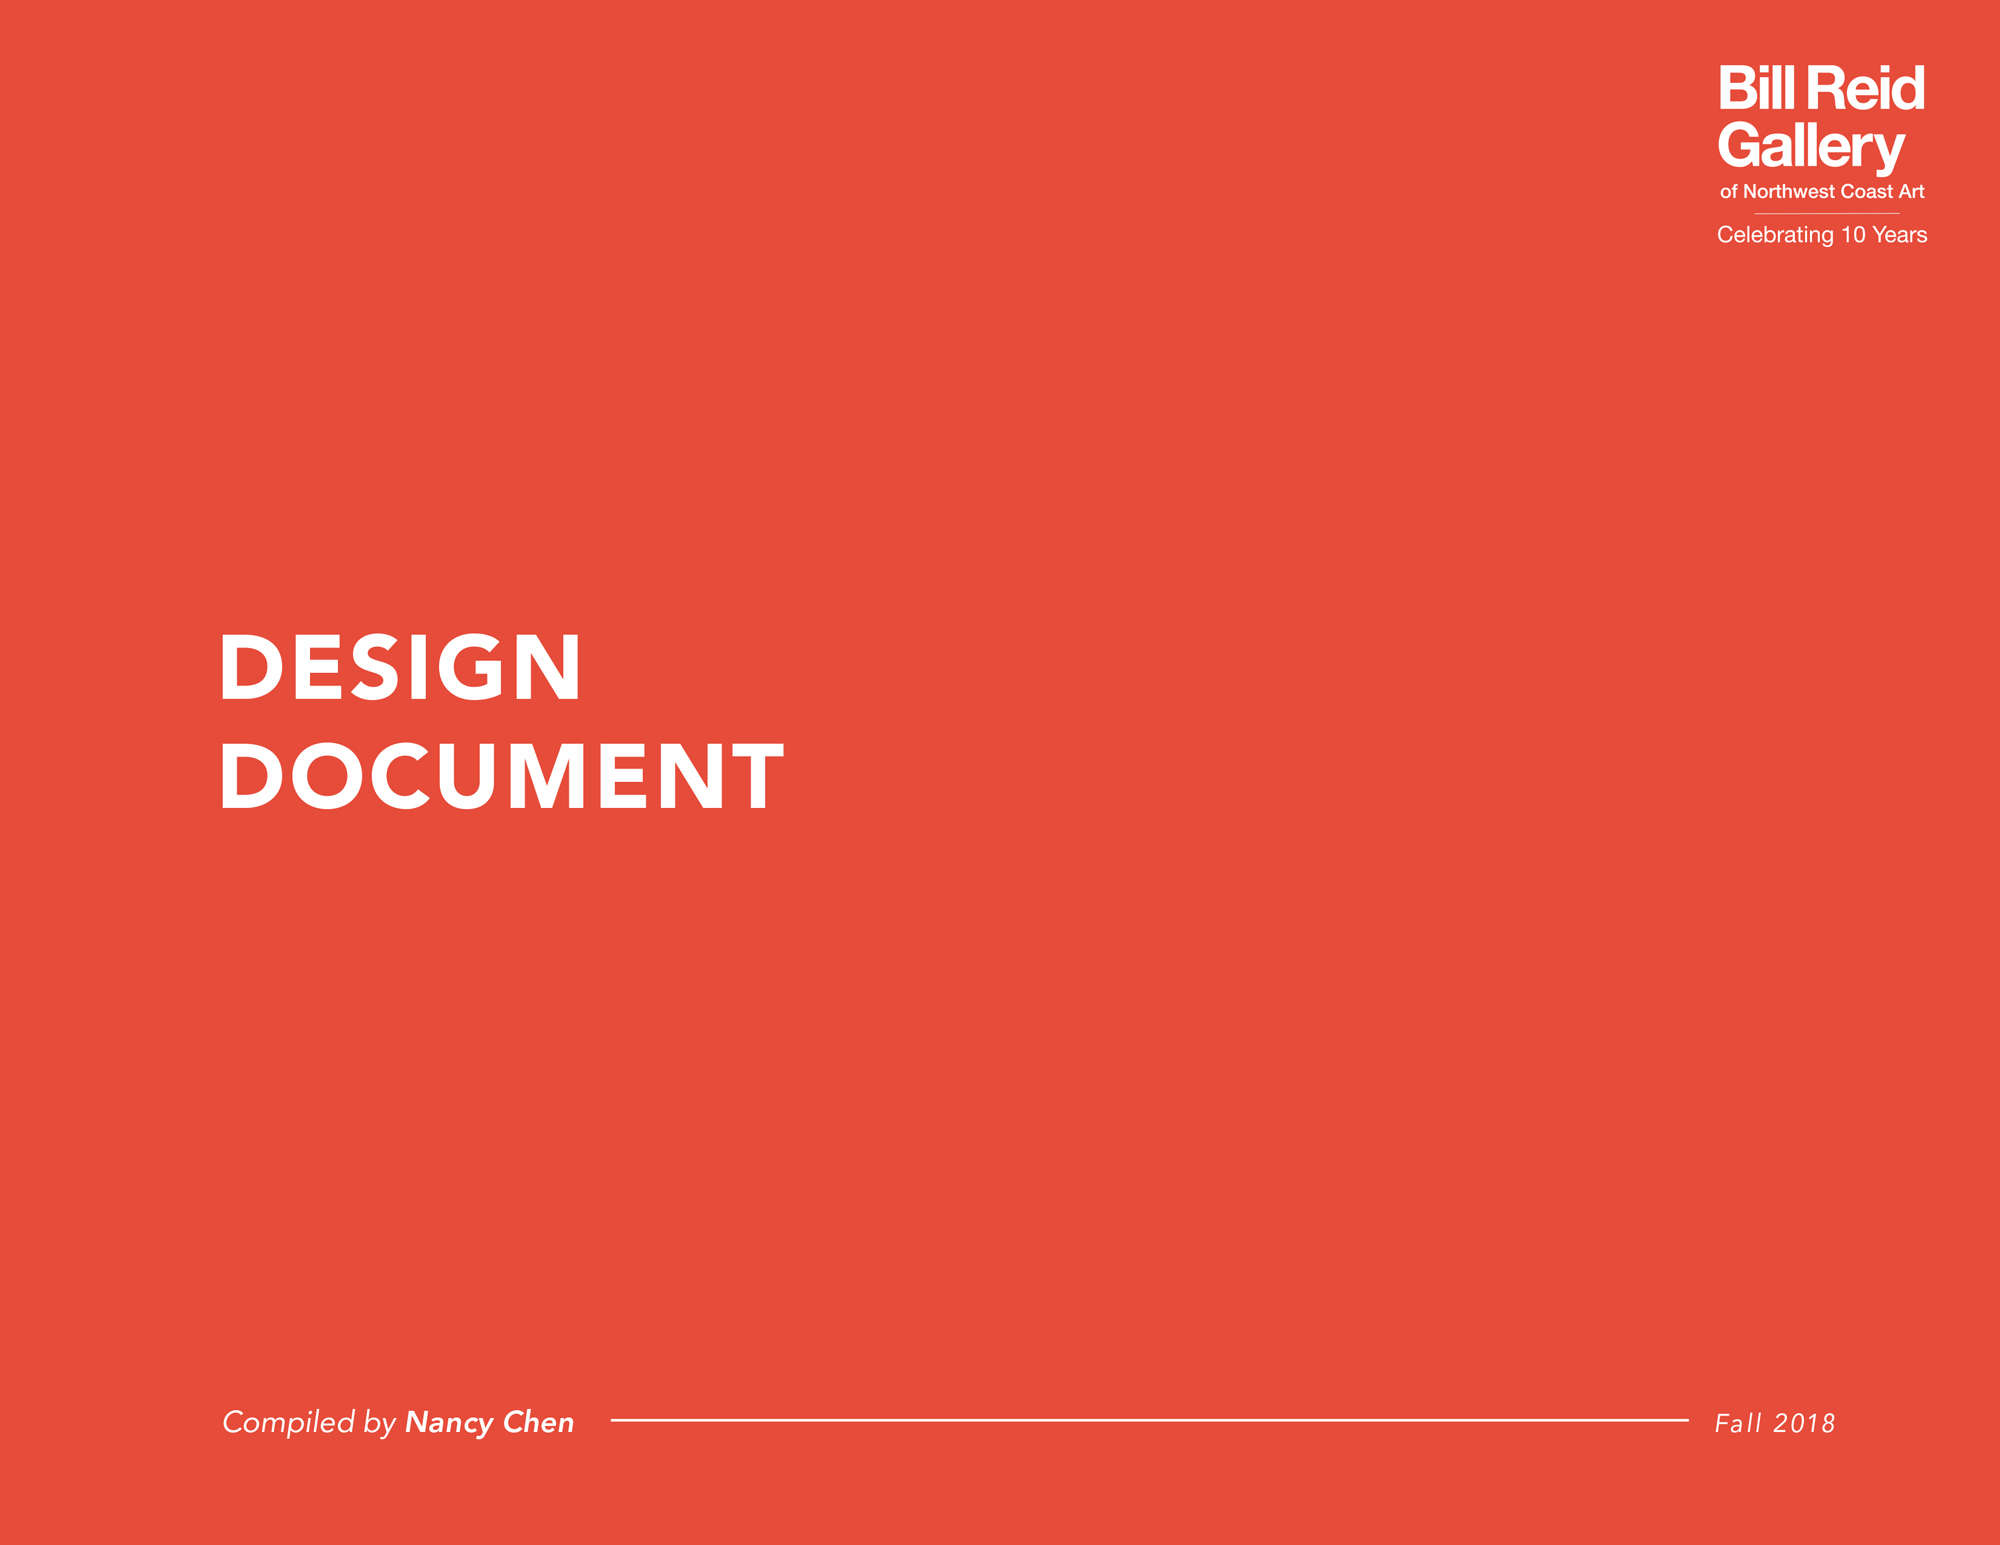 Bill Reid
Gallery
of Northwest Coast Art
Celebrating 10 Years
DESIGN
DOCUMENT
Compiled by Nancy Chen
Fall 2018